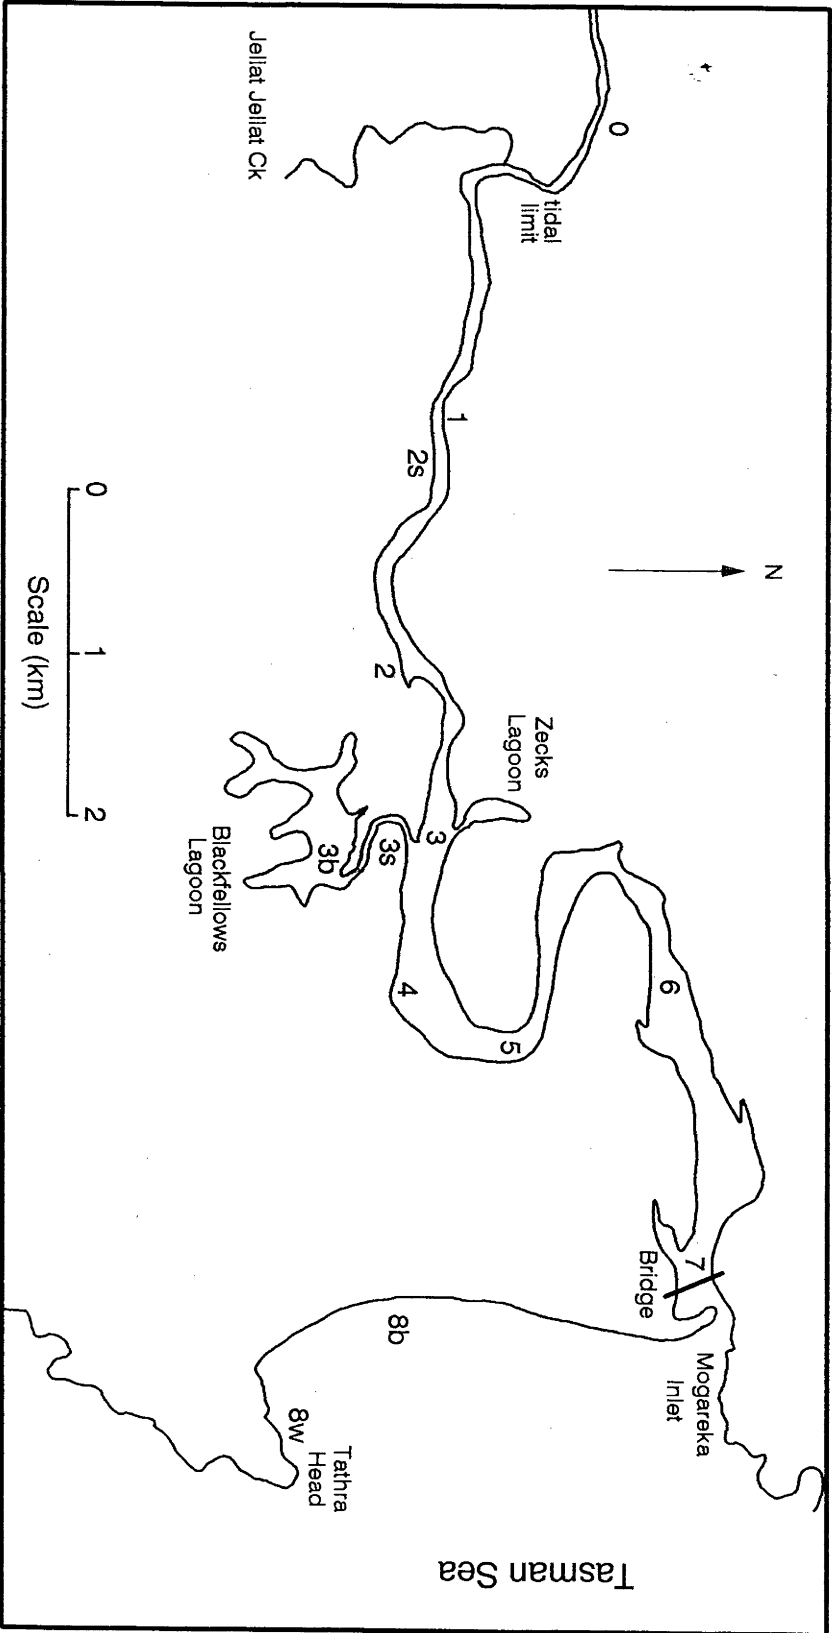 N
0
tidal
limit
Jellat Jellat Ck
1
2s
2
Zecks
Lagoon
3
3s
3b
Blackfellows
Lagoon
4
5
6
7
Bridge
Mogareka
Inlet
8b
8w
Tathra
Head
Tasman Sea
0
1
2
Scale (km)